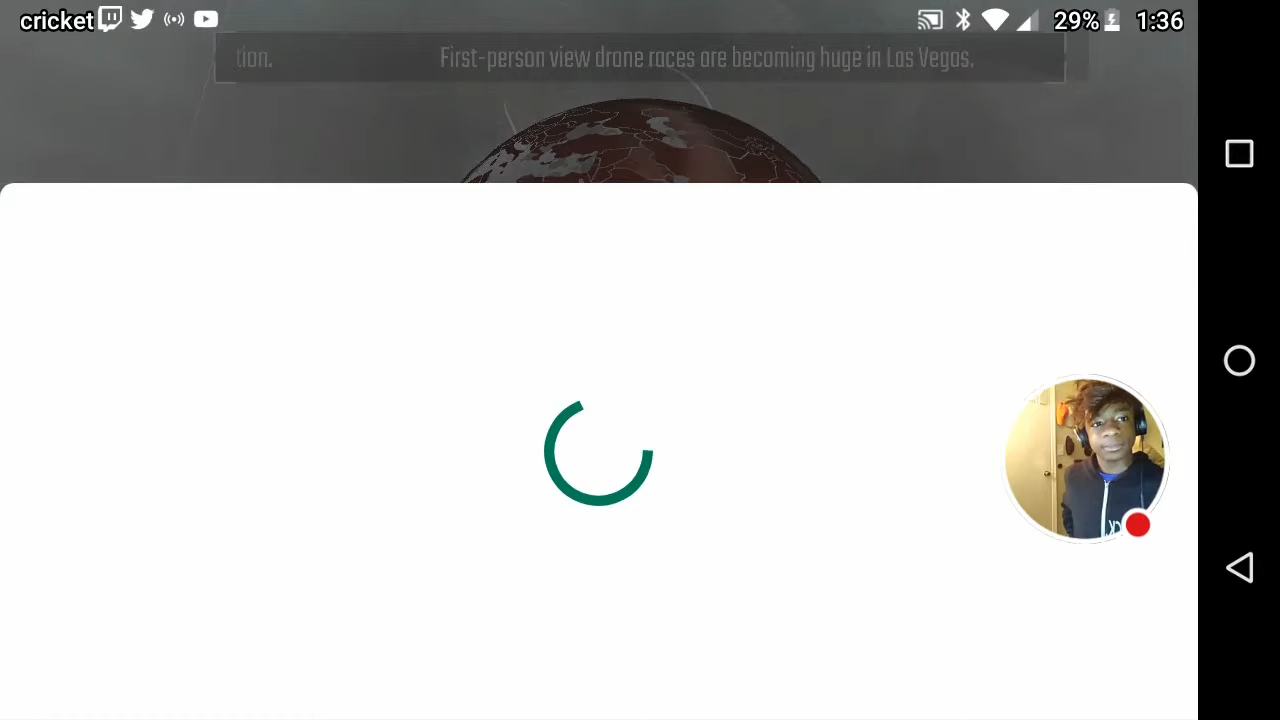 cricket 29% 1:36
tion. First-person view drone races are becoming huge in Las Vegas.